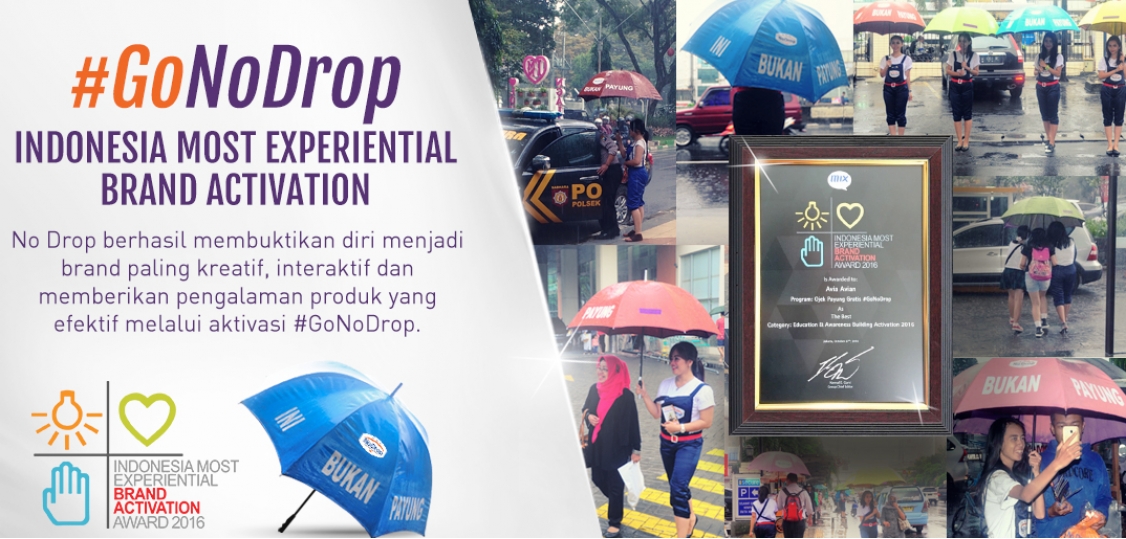 #GoNoDrop
INDONESIA MOST EXPERIENTIAL
BRAND ACTIVATION
No Drop berhasil membuktikan diri menjadi
brand paling kreatif, interaktif dan
memberikan pengalaman produk yang
efektif melalui aktivasi #GoNoDrop.
INDONESIA MOST
EXPERIENTIAL
BRAND
ACTIVATION
AWARD 2016
INI
BUKAN
PAYUNG
BUKAN PAYUNG
PO
POLSEK
INI
BUKAN PAYUNG
BUKAN PAYUNG
PAYUNG
mix
INDONESIA MOST
EXPERIENTIAL
BRAND
ACTIVATION
AWARD 2016
Is Awarded to:
Avia Avian
Program: Ojek Payung Gratis #GoNoDrop
As
The Best
Category: Education & Awareness Building Activation 2016
BUKAN PAYUNG